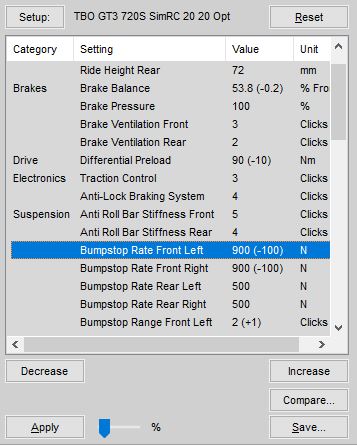 Setup: TBO GT3 720S SimRC 20 20 Opt Reset
Category Setting Value Unit
Ride Height Rear 72 mm
Brakes Brake Balance 53.8 (-0.2) % Fro
Brake Pressure 100 %
Brake Ventilation Front 3 Clicks
Brake Ventilation Rear 2 Clicks
Drive Differential Preload 90 (-10) Nm
Electronics Traction Control 3 Clicks
Anti-Lock Braking System 4 Clicks
Suspension Anti Roll Bar Stiffness Front 5 Clicks
Anti Roll Bar Stiffness Rear 4 Clicks
Bumpstop Rate Front Left 900 (-100) N
Bumpstop Rate Front Right 900 (-100) N
Bumpstop Rate Rear Left 500 N
Bumpstop Rate Rear Right 500 N
Bumpstop Range Front Left 2 (+1) Clicks
Decrease Increase
Compare...
Apply % Save...